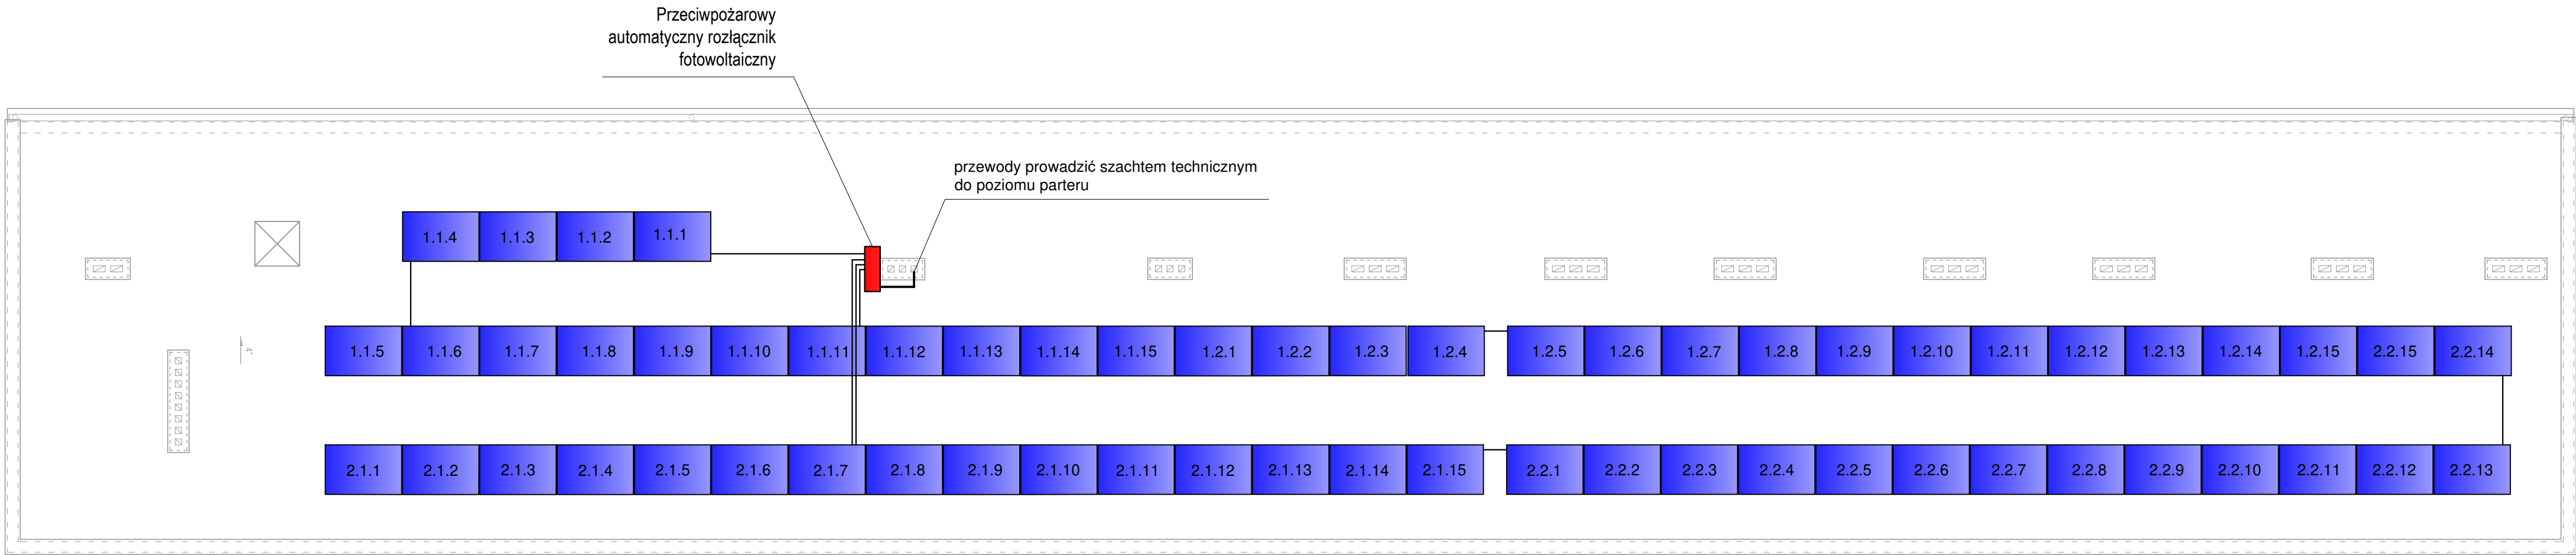 Przeciwpożarowy
automatyczny rozłącznik
fotowoltaiczny
przewody prowadzić szachtem technicznym
do poziomu parteru
1.1.4 1.1.3 1.1.2 1.1.1
4°
1.1.5 1.1.6 1.1.7 1.1.8 1.1.9 1.1.10 1.1.11 1.1.12 1.1.13 1.1.14 1.1.15 1.2.1 1.2.2 1.2.3 1.2.4 1.2.5 1.2.6 1.2.7 1.2.8 1.2.9 1.2.10 1.2.11 1.2.12 1.2.13 1.2.14 1.2.15 2.2.15 2.2.14
2.1.1 2.1.2 2.1.3 2.1.4 2.1.5 2.1.6 2.1.7 2.1.8 2.1.9 2.1.10 2.1.11 2.1.12 2.1.13 2.1.14 2.1.15 2.2.1 2.2.2 2.2.3 2.2.4 2.2.5 2.2.6 2.2.7 2.2.8 2.2.9 2.2.10 2.2.11 2.2.12 2.2.13